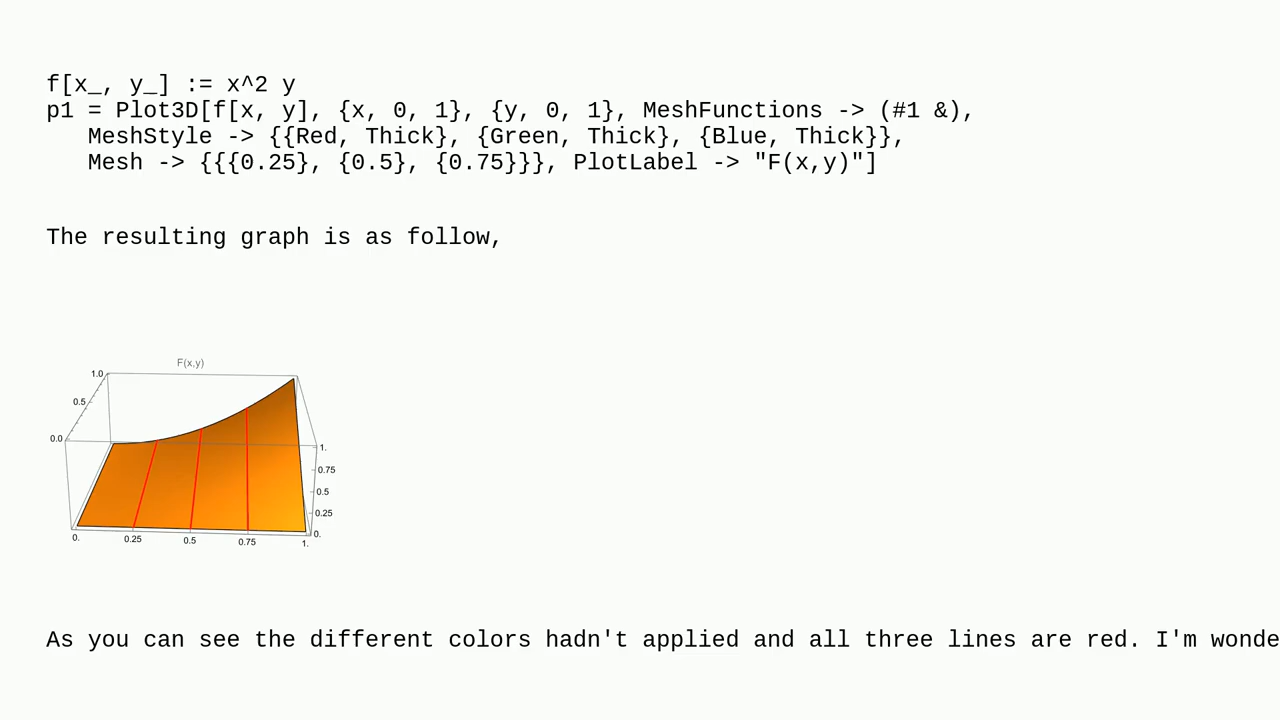 f[x_, y_] := x^2 y
p1 = Plot3D[f[x, y], {x, 0, 1}, {y, 0, 1}, MeshFunctions -> (#1 &),
MeshStyle -> {{Red, Thick}, {Green, Thick}, {Blue, Thick}},
Mesh -> {{{0.25}, {0.5}, {0.75}}}, PlotLabel -> "F(x,y)"]
The resulting graph is as follow,
F(x,y)
1.0
0.5
0.0
1.
0.75
0.5
0.25
0.
0.
0.25
0.5
0.75
1.
As you can see the different colors hadn't applied and all three lines are red. I'm wonde